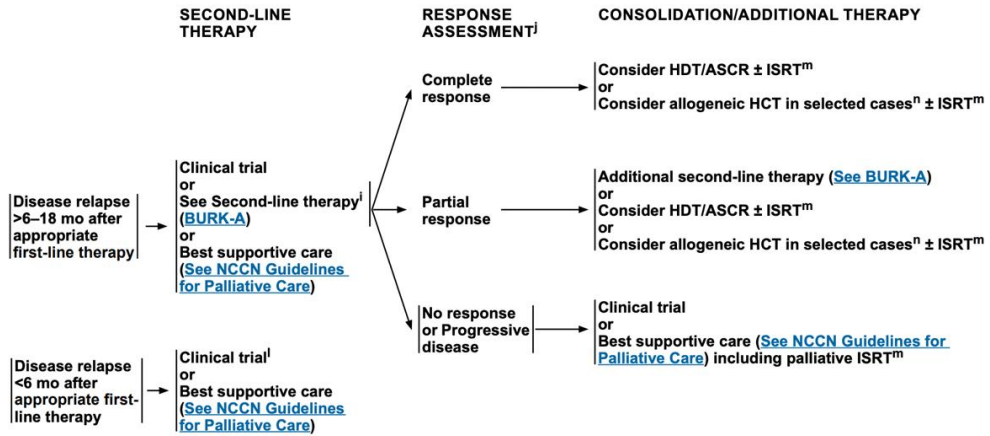 SECOND-LINE
THERAPY
RESPONSE
ASSESSMENTʲ
CONSOLIDATION/ADDITIONAL THERAPY
Disease relapse
>6–18 mo after
appropriate
first-line therapy
Clinical trial
or
See Second-line therapyⁱ
(BURK-A)
or
Best supportive care
(See NCCN Guidelines
for Palliative Care)
Complete
response
Consider HDT/ASCR ± ISRTᵐ
or
Consider allogeneic HCT in selected casesⁿ ± ISRTᵐ
Partial
response
Additional second-line therapy (See BURK-A)
or
Consider HDT/ASCR ± ISRTᵐ
or
Consider allogeneic HCT in selected casesⁿ ± ISRTᵐ
No response
or Progressive
disease
Clinical trial
or
Best supportive care (See NCCN Guidelines for
Palliative Care) including palliative ISRTᵐ
Disease relapse
<6 mo after
appropriate first-
line therapy
Clinical trialˡ
or
Best supportive care
(See NCCN Guidelines
for Palliative Care)